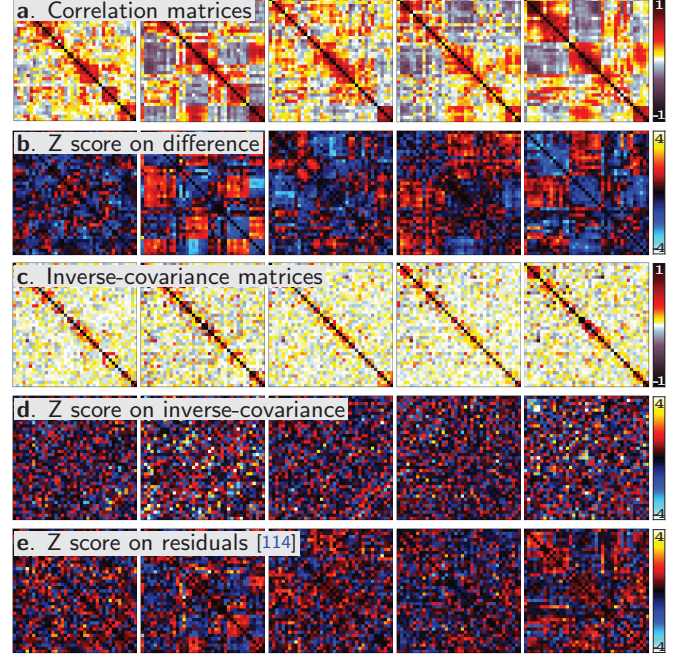 a. Correlation matrices
1
-1
b. Z score on difference
4
-4
c. Inverse-covariance matrices
1
-1
d. Z score on inverse-covariance
4
-4
e. Z score on residuals [114]
4
-4